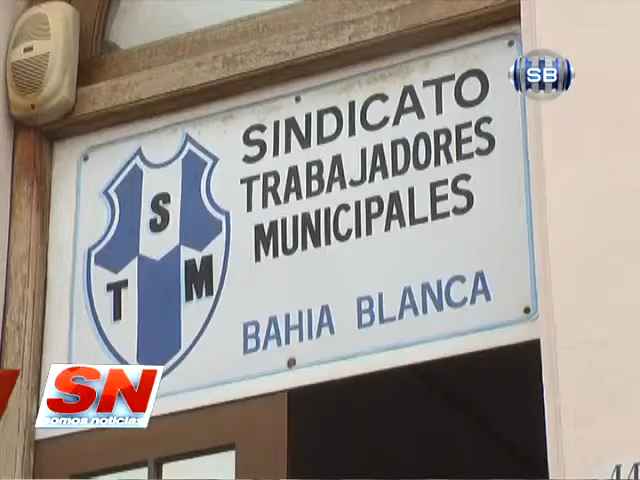 SB
SINDICATO
TRABAJADORES
MUNICIPALES
S
T M
BAHIA BLANCA
SN
somos noticias